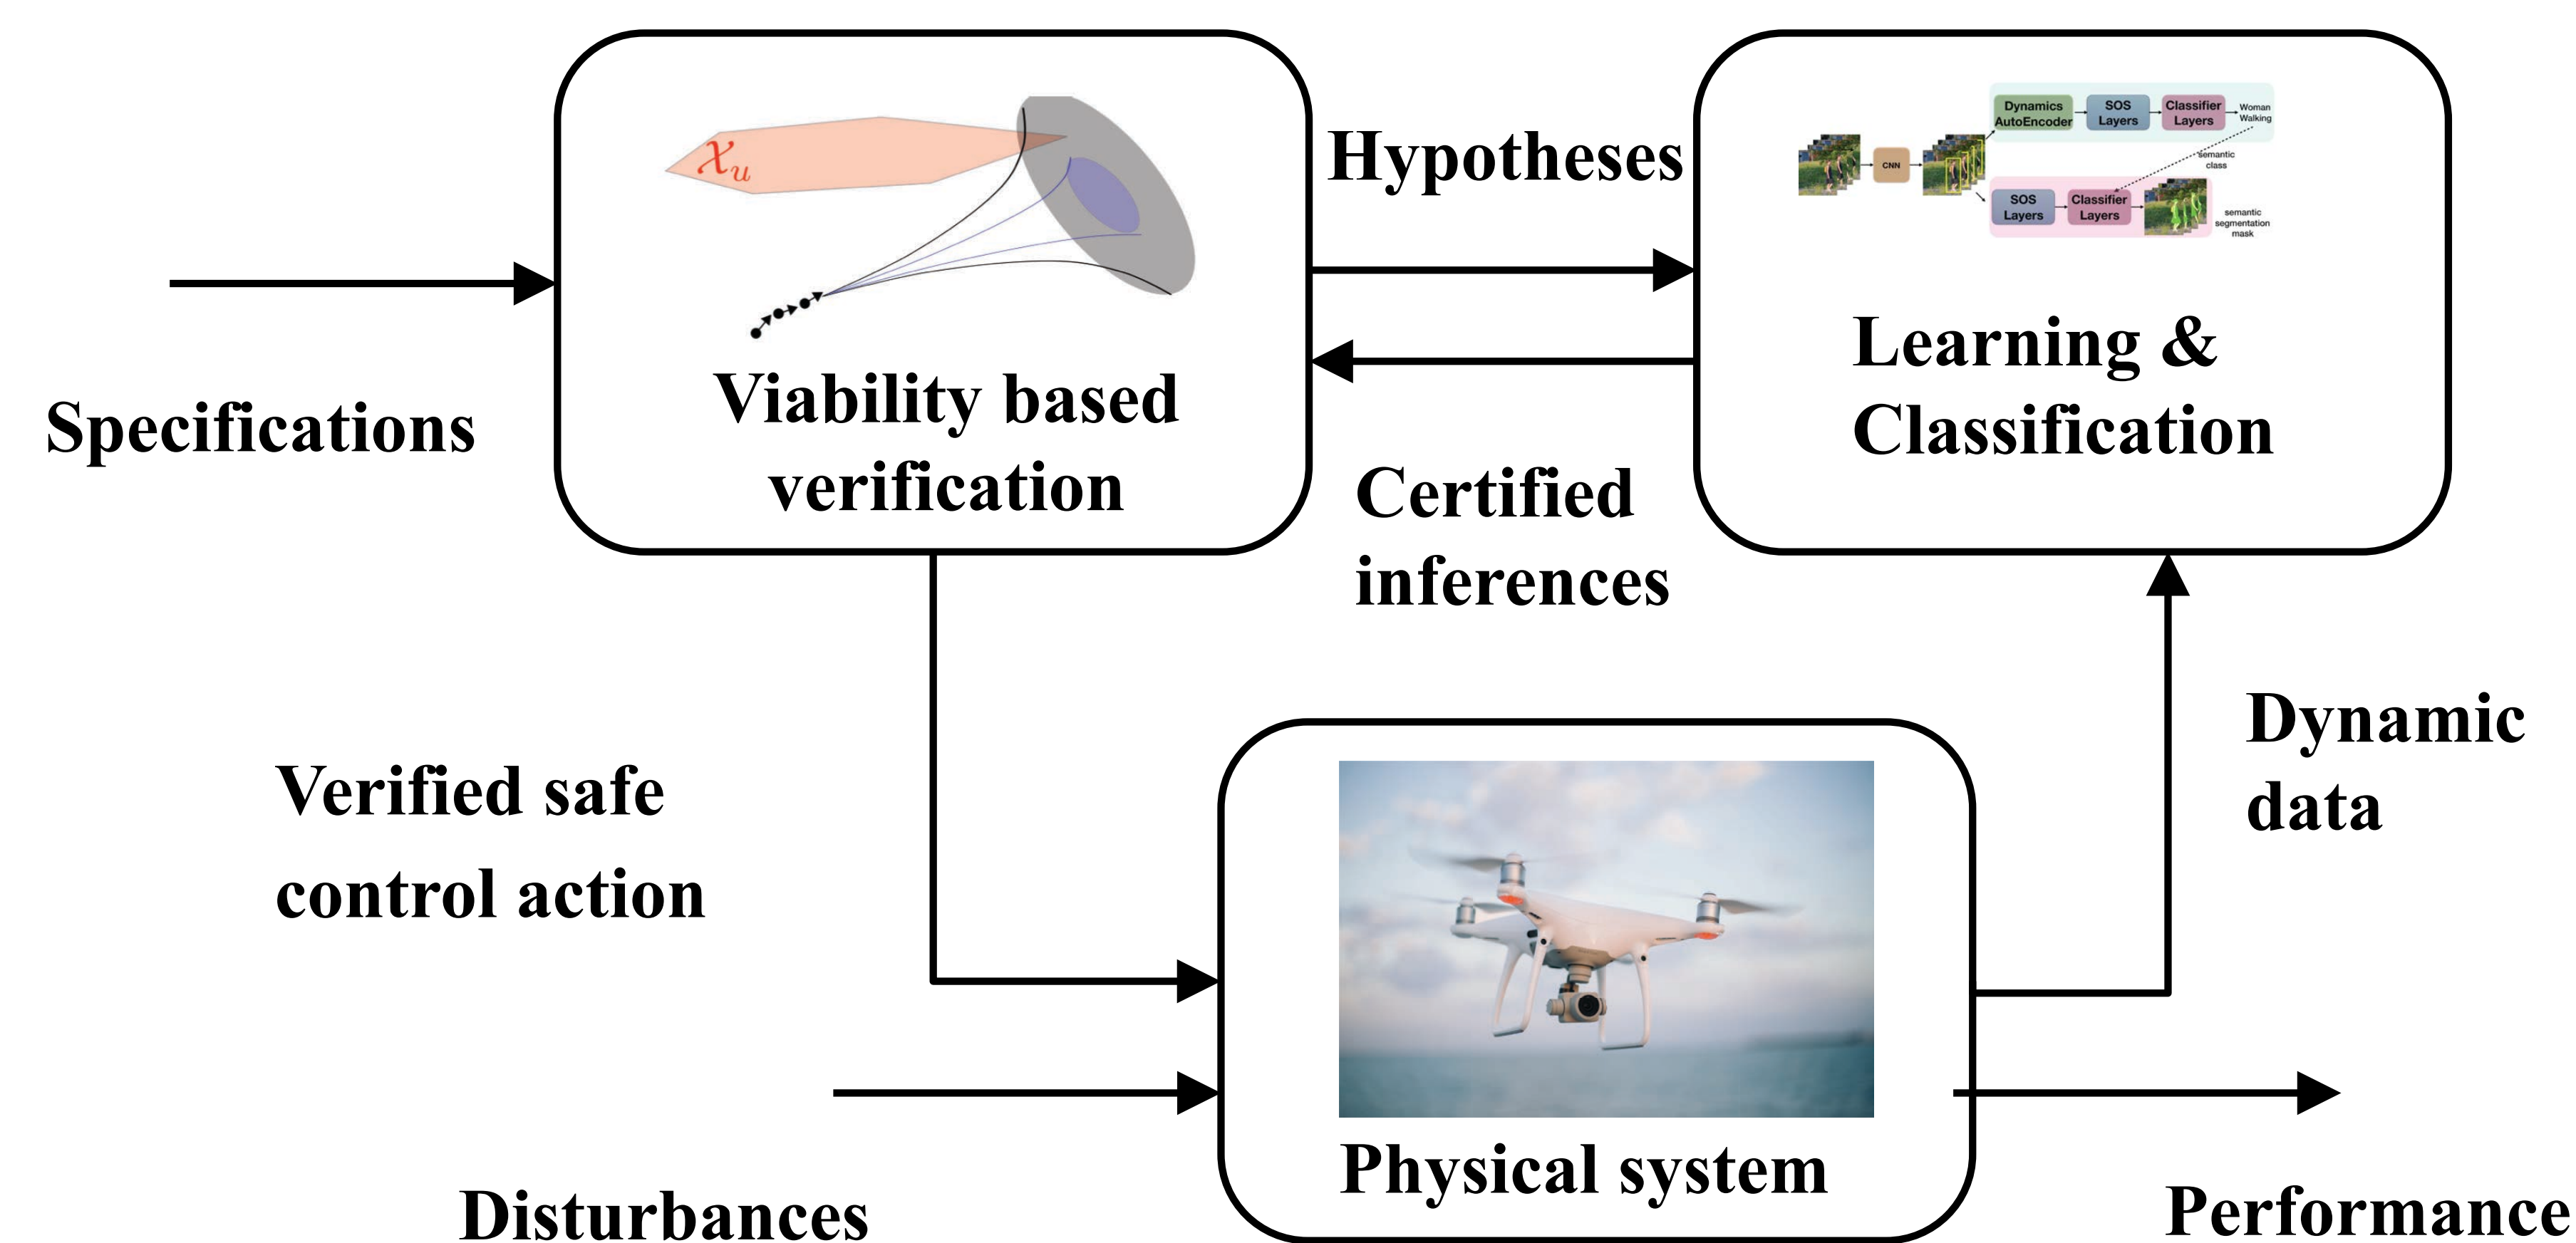 Specifications
𝒳u
Viability based
verification
Hypotheses
Certified
inferences
CNN
Dynamics
AutoEncoder
SOS
Layers
Classifier
Layers
Woman
Walking
semantic
class
SOS
Layers
Classifier
Layers
semantic
segmentation
mask
Learning &
Classification
Verified safe
control action
Dynamic
data
Disturbances
Physical system
Performance